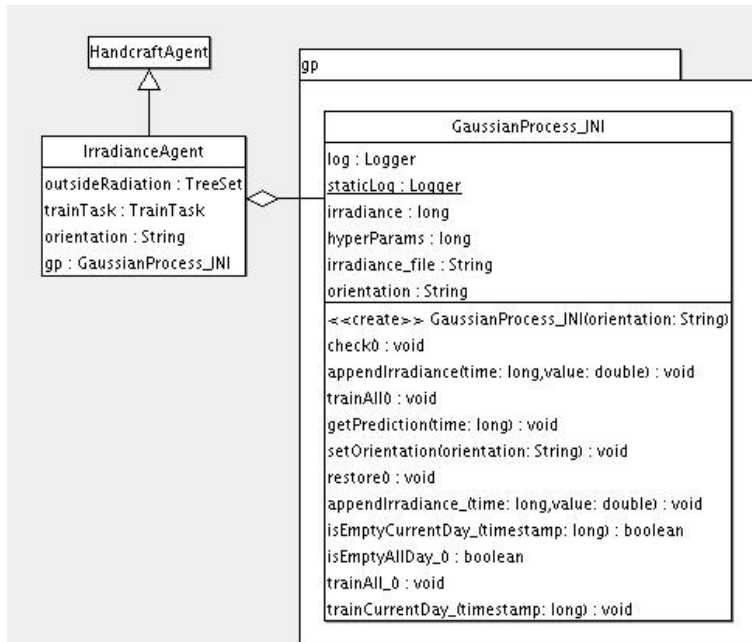 HandcraftAgent
IrradianceAgent
outsideRadiation : TreeSet
trainTask : TrainTask
orientation : String
gp : GaussianProcess_JNI
gp
GaussianProcess_JNI
log : Logger
staticLog : Logger
irradiance : long
hyperParams : long
irradiance_file : String
orientation : String
<<create>> GaussianProcess_JNI(orientation: String)
check() : void
appendIrradiance(time: long,value: double) : void
trainAll() : void
getPrediction(time: long) : void
setOrientation(orientation: String) : void
restore() : void
appendIrradiance_(time: long,value: double) : void
isEmptyCurrentDay_(timestamp: long) : boolean
isEmptyAllDay_() : boolean
trainAll_() : void
trainCurrentDay_(timestamp: long) : void